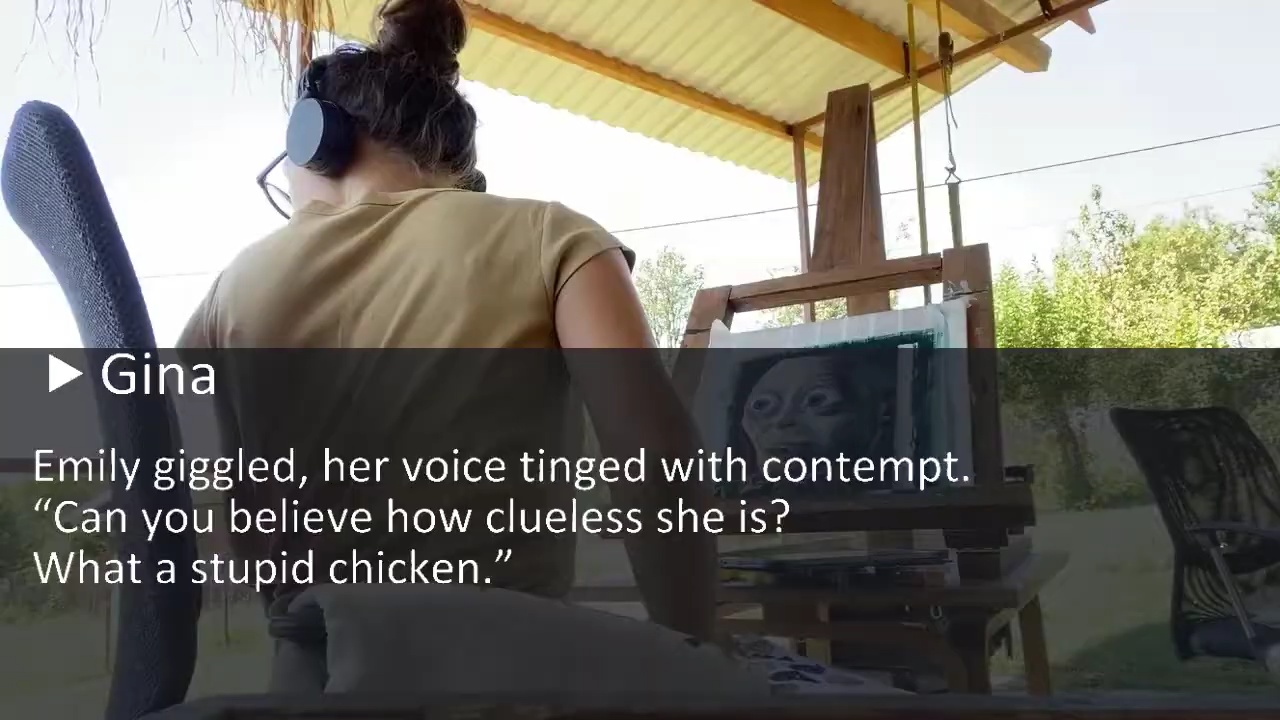 ▶ Gina
Emily giggled, her voice tinged with contempt.
“Can you believe how clueless she is?
What a stupid chicken.”